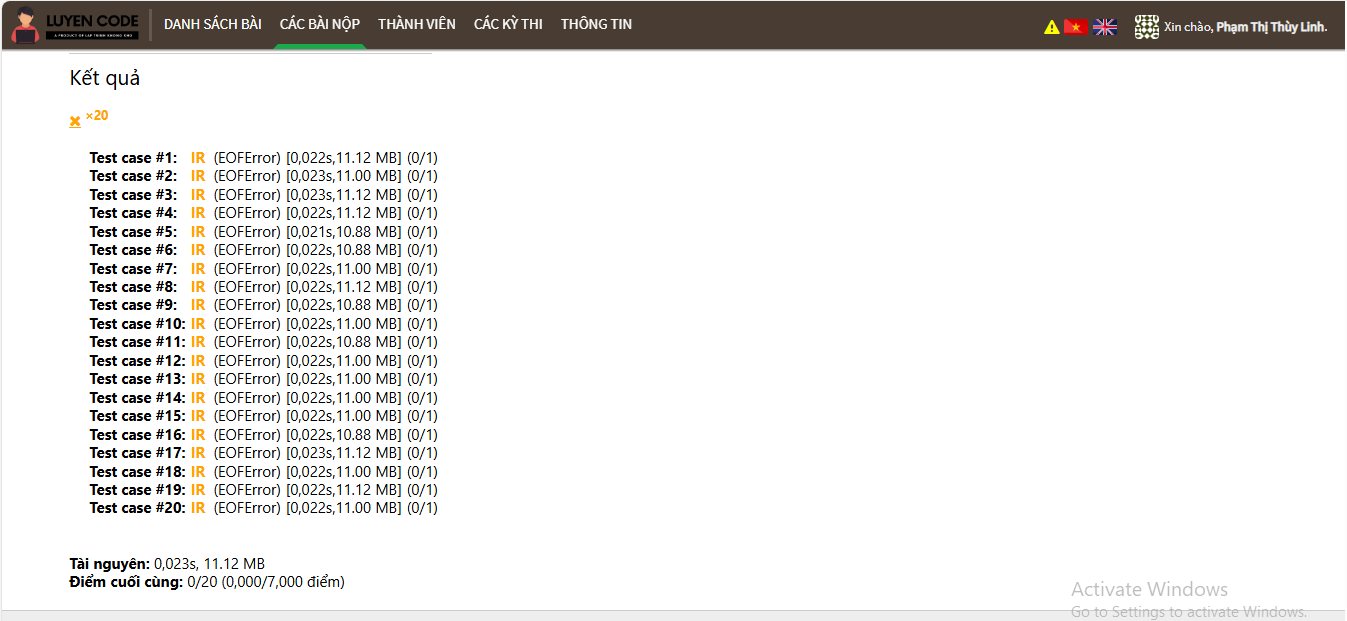 LUYEN CODE
A PRODUCT OF LAP TRINH KHONG KHO
DANH SÁCH BÀI CÁC BÀI NỘP THÀNH VIÊN CÁC KỲ THI THÔNG TIN
Xin chào, Phạm Thị Thùy Linh.
Kết quả
×20
Test case #1: IR (EOFError) [0,022s,11.12 MB] (0/1)
Test case #2: IR (EOFError) [0,023s,11.00 MB] (0/1)
Test case #3: IR (EOFError) [0,023s,11.12 MB] (0/1)
Test case #4: IR (EOFError) [0,022s,11.12 MB] (0/1)
Test case #5: IR (EOFError) [0,021s,10.88 MB] (0/1)
Test case #6: IR (EOFError) [0,022s,10.88 MB] (0/1)
Test case #7: IR (EOFError) [0,022s,11.00 MB] (0/1)
Test case #8: IR (EOFError) [0,022s,11.12 MB] (0/1)
Test case #9: IR (EOFError) [0,022s,10.88 MB] (0/1)
Test case #10: IR (EOFError) [0,022s,11.00 MB] (0/1)
Test case #11: IR (EOFError) [0,022s,10.88 MB] (0/1)
Test case #12: IR (EOFError) [0,022s,11.00 MB] (0/1)
Test case #13: IR (EOFError) [0,022s,11.00 MB] (0/1)
Test case #14: IR (EOFError) [0,022s,11.00 MB] (0/1)
Test case #15: IR (EOFError) [0,022s,11.00 MB] (0/1)
Test case #16: IR (EOFError) [0,022s,10.88 MB] (0/1)
Test case #17: IR (EOFError) [0,023s,11.12 MB] (0/1)
Test case #18: IR (EOFError) [0,022s,11.00 MB] (0/1)
Test case #19: IR (EOFError) [0,022s,11.12 MB] (0/1)
Test case #20: IR (EOFError) [0,022s,11.00 MB] (0/1)
Tài nguyên: 0,023s, 11.12 MB
Điểm cuối cùng: 0/20 (0,000/7,000 điểm)
Activate Windows
Go to Settings to activate Windows.